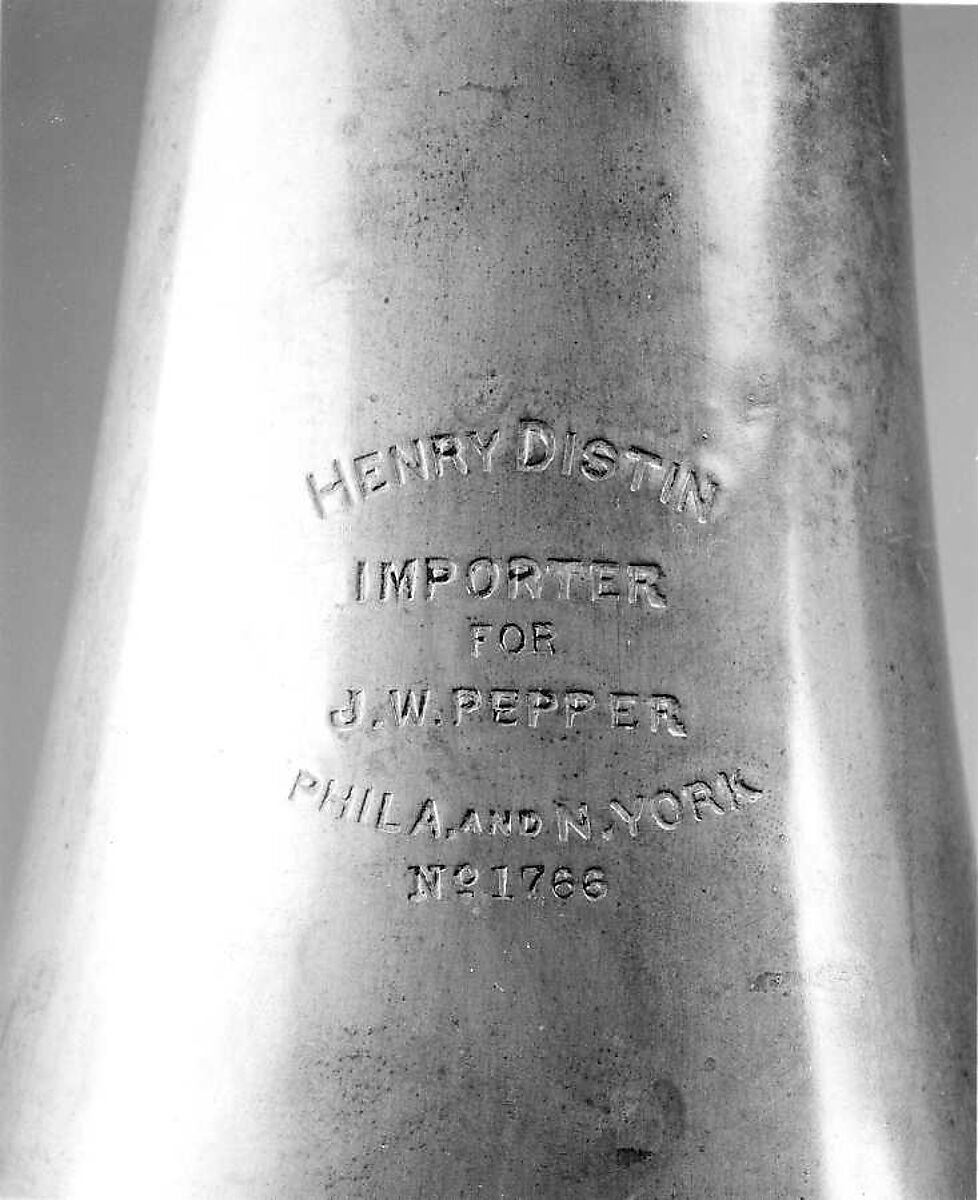 HENRY DISTIN
IMPORTER
FOR
J.W. PEPPER
PHILA. AND N. YORK
Nº 1766